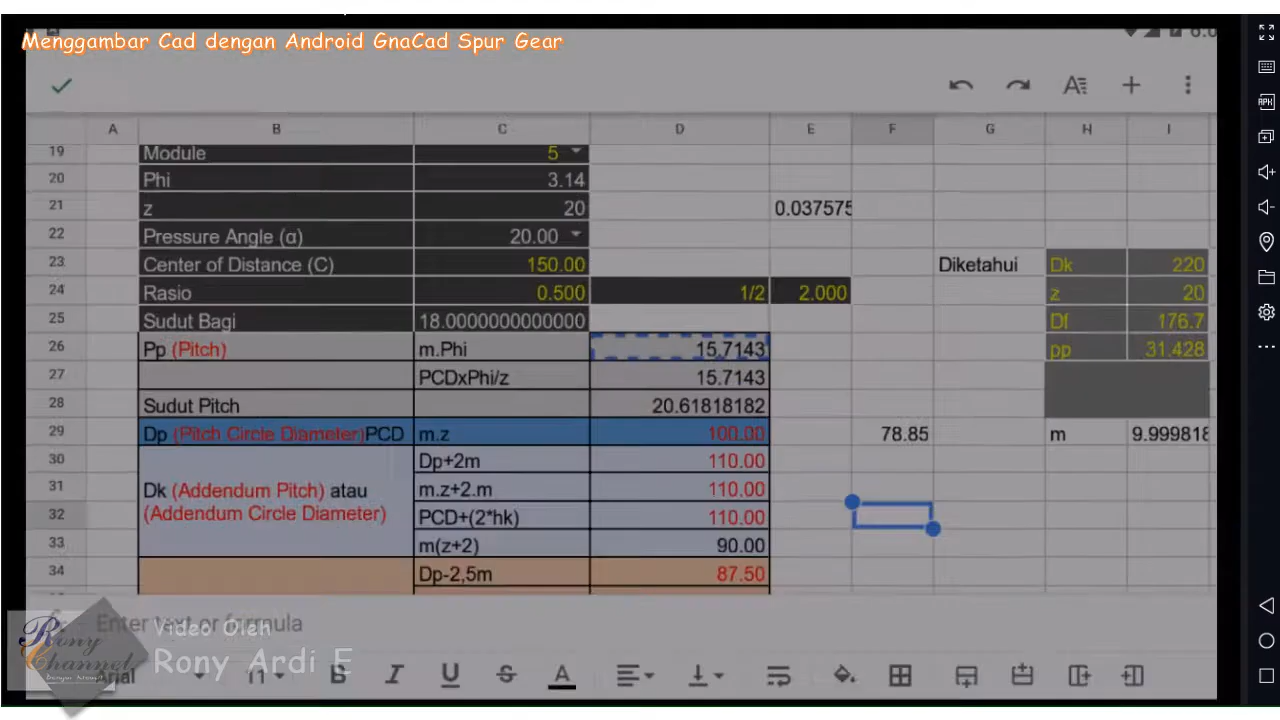 Menggambar Cad dengan Android GnaCad Spur Gear
A B C D E F G H I
19 Module 5
20 Phi 3.14
21 z 20 0.037575
22 Pressure Angle (α) 20.00
23 Center of Distance (C) 150.00 Diketahui Dk 220
24 Rasio 0.500 1/2 2.000 z 20
25 Sudut Bagi 18.0000000000000 Df 176.7
26 Pp (Pitch) m.Phi 15.7143 pp 31.428
27 PCDxPhi/z 15.7143
28 Sudut Pitch 20.61818182
29 Dp (Pitch Circle Diameter)PCD m.z 100.00 78.85 m 9.999818
30 Dp+2m 110.00
31 Dk (Addendum Pitch) atau m.z+2.m 110.00
32 (Addendum Circle Diameter) PCD+(2*hk) 110.00
33 m(z+2) 90.00
34 Dp-2,5m 87.50
Enter text or formula
Video Oleh
Rony Ardi E
Rony
Channel
Arial 11 B I U S A
APK